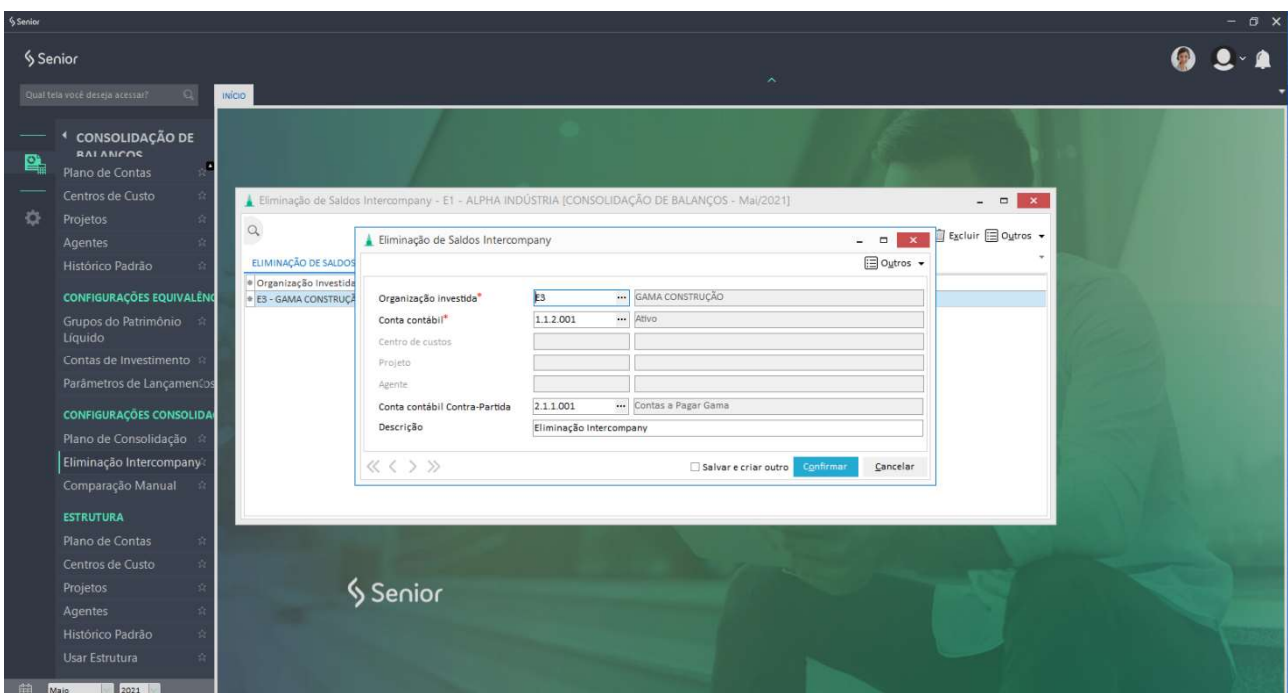 Senior
Senior
Qual tela você deseja acessar?
INÍCIO
CONSOLIDAÇÃO DE
BALANÇOS
Plano de Contas
Centros de Custo
Projetos
Agentes
Histórico Padrão
CONFIGURAÇÕES EQUIVALÊNC
Grupos do Patrimônio
Líquido
Contas de Investimento
Parâmetros de Lançamentos
CONFIGURAÇÕES CONSOLIDA
Plano de Consolidação
Eliminação Intercompany
Comparação Manual
ESTRUTURA
Plano de Contas
Centros de Custo
Projetos
Agentes
Histórico Padrão
Usar Estrutura
Maio 2021
Eliminação de Saldos Intercompany - E1 - ALPHA INDÚSTRIA [CONSOLIDAÇÃO DE BALANÇOS - Mai/2021]
Excluir Outros
ELIMINAÇÃO DE SALDOS
Organização Investida
E3 - GAMA CONSTRUÇÃ
Eliminação de Saldos Intercompany
Outros
Organização investida* E3 ... GAMA CONSTRUÇÃO
Conta contábil* 1.1.2.001 ... Ativo
Centro de custos
Projeto
Agente
Conta contábil Contra-Partida 2.1.1.001 ... Contas a Pagar Gama
Descrição Eliminação Intercompany
Salvar e criar outro Confirmar Cancelar
Senior